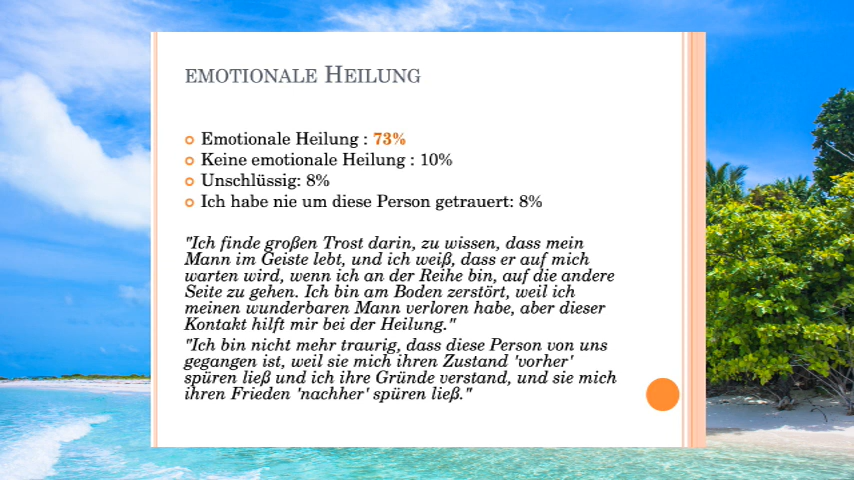 EMOTIONALE HEILUNG
Emotionale Heilung : 73%
Keine emotionale Heilung : 10%
Unschlüssig: 8%
Ich habe nie um diese Person getrauert: 8%
"Ich finde großen Trost darin, zu wissen, dass mein
Mann im Geiste lebt, und ich weiß, dass er auf mich
warten wird, wenn ich an der Reihe bin, auf die andere
Seite zu gehen. Ich bin am Boden zerstört, weil ich
meinen wunderbaren Mann verloren habe, aber dieser
Kontakt hilft mir bei der Heilung."
"Ich bin nicht mehr traurig, dass diese Person von uns
gegangen ist, weil sie mich ihren Zustand 'vorher'
spüren ließ und ich ihre Gründe verstand, und sie mich
ihren Frieden 'nachher' spüren ließ."